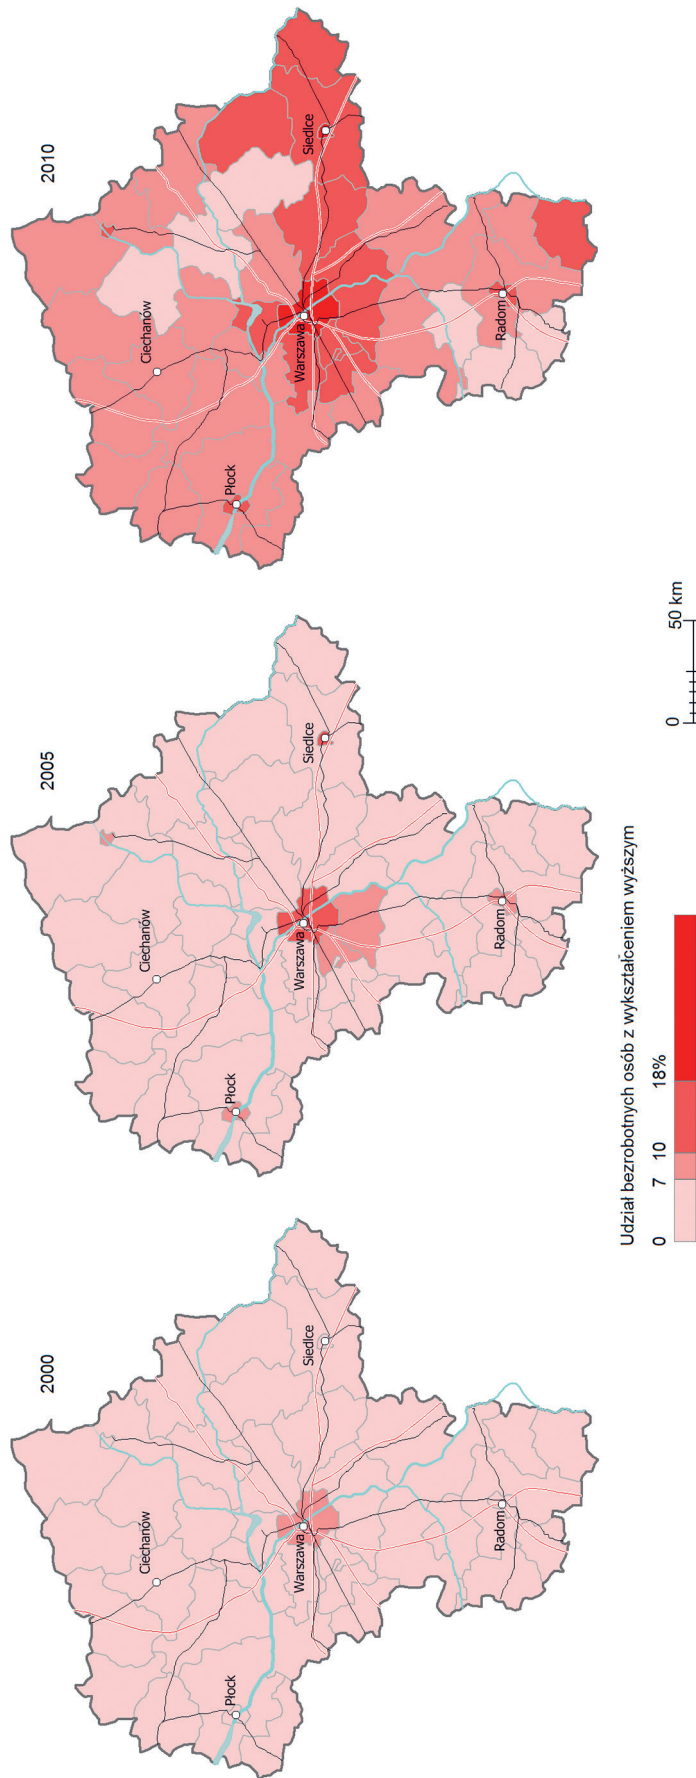 2000
Ciechanów
Płock
Warszawa
Siedlce
Radom
2005
Ciechanów
Płock
Warszawa
Siedlce
Radom
2010
Ciechanów
Płock
Warszawa
Siedlce
Radom
Udział bezrobotnych osób z wykształceniem wyższym
0 7 10 18%
0 50 km